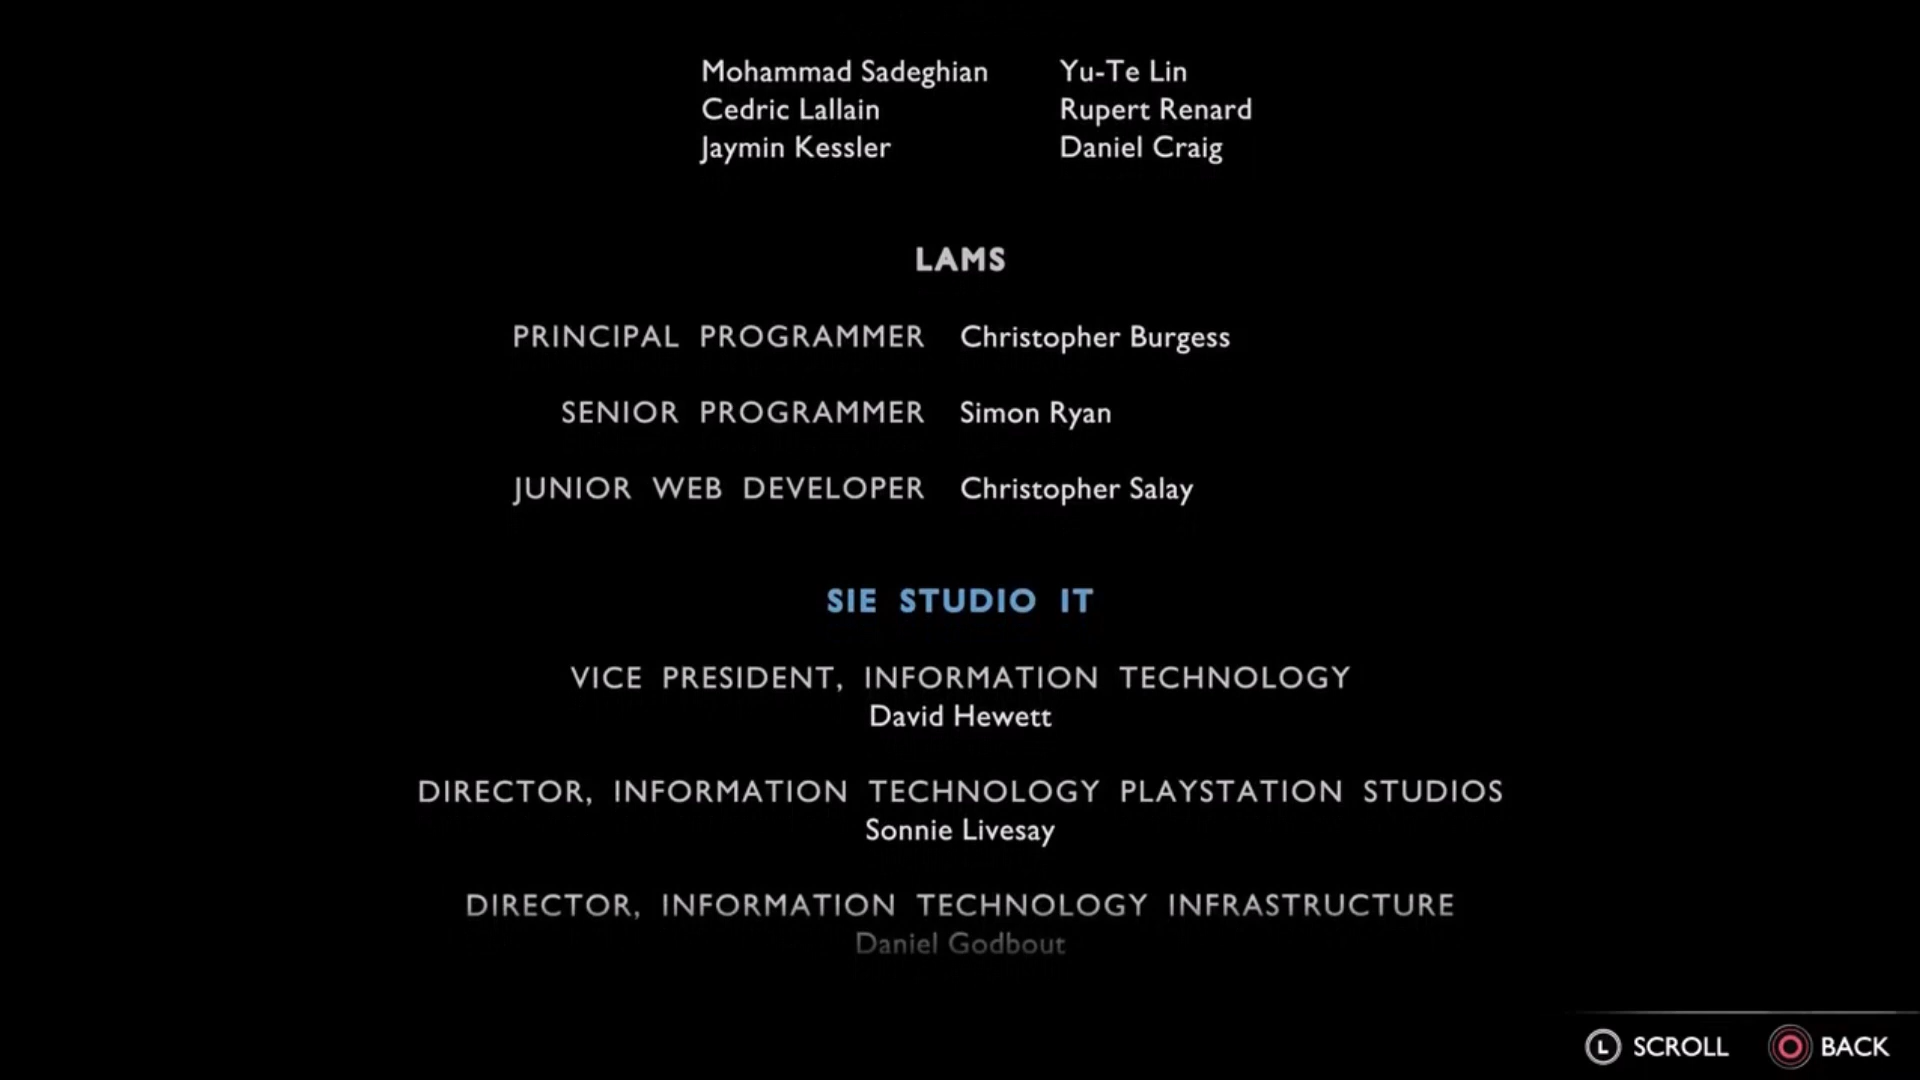 Mohammad Sadeghian Yu-Te Lin
Cedric Lallain Rupert Renard
Jaymin Kessler Daniel Craig
LAMS
PRINCIPAL PROGRAMMER Christopher Burgess
SENIOR PROGRAMMER Simon Ryan
JUNIOR WEB DEVELOPER Christopher Salay
SIE STUDIO IT
VICE PRESIDENT, INFORMATION TECHNOLOGY
David Hewett
DIRECTOR, INFORMATION TECHNOLOGY PLAYSTATION STUDIOS
Sonnie Livesay
DIRECTOR, INFORMATION TECHNOLOGY INFRASTRUCTURE
Daniel Godbout
L SCROLL BACK